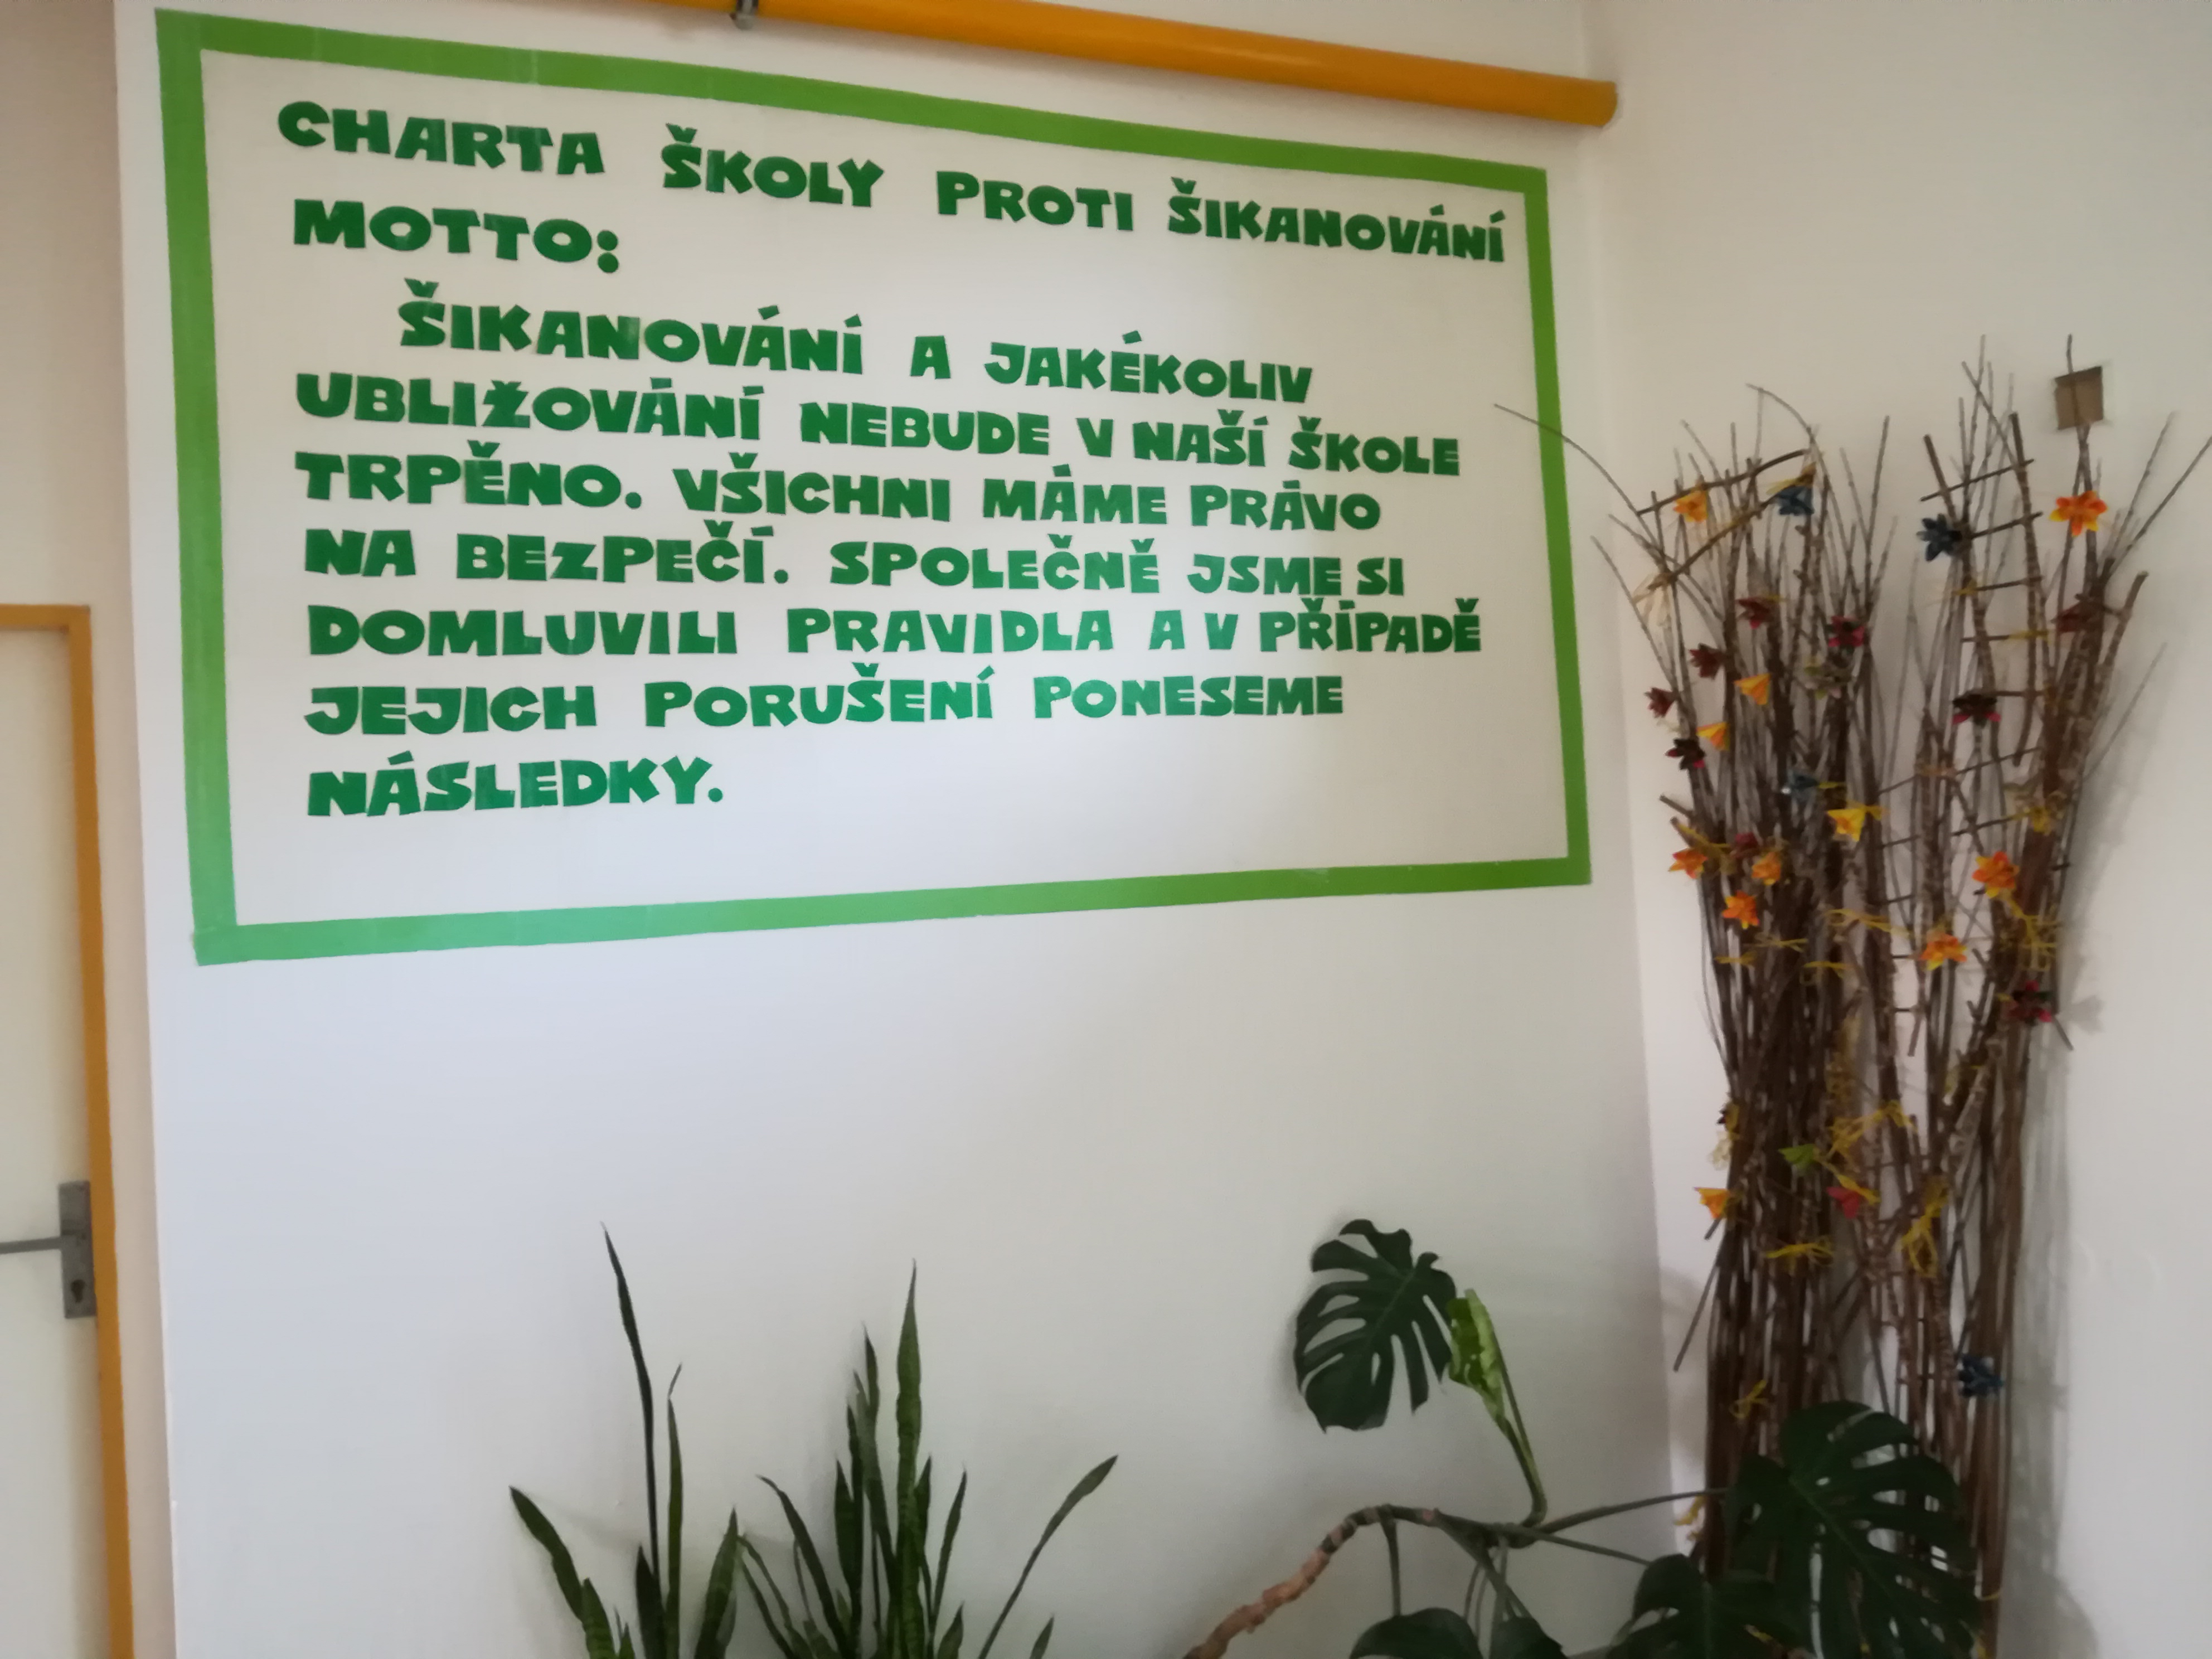 CHARTA ŠKOLY PROTI ŠIKANOVÁNÍ
MOTTO:
ŠIKANOVÁNÍ A JAKÉKOLIV
UBLIŽOVÁNÍ NEBUDE V NAŠÍ ŠKOLE
TRPĚNO. VŠICHNI MÁME PRÁVO
NA BEZPEČÍ. SPOLEČNĚ JSME SI
DOMLUVILI PRAVIDLA A V PŘÍPADĚ
JEJICH PORUŠENÍ PONESEME
NÁSLEDKY.